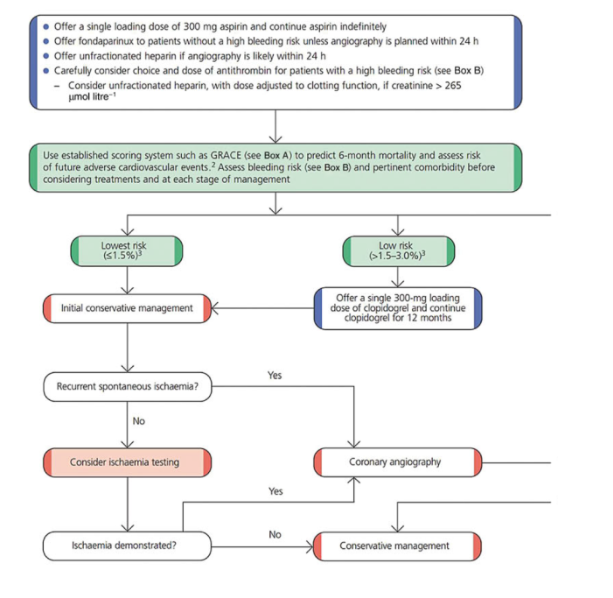 Offer a single loading dose of 300 mg aspirin and continue aspirin indefinitely
Offer fondaparinux to patients without a high bleeding risk unless angiography is planned within 24 h
Offer unfractionated heparin if angiography is likely within 24 h
Carefully consider choice and dose of antithrombin for patients with a high bleeding risk (see Box B)
– Consider unfractionated heparin, with dose adjusted to clotting function, if creatinine > 265
µmol litre⁻¹
Use established scoring system such as GRACE (see Box A) to predict 6-month mortality and assess risk
of future adverse cardiovascular events.² Assess bleeding risk (see Box B) and pertinent comorbidity before
considering treatments and at each stage of management
Lowest risk
(≤1.5%)³
Low risk
(>1.5–3.0%)³
Initial conservative management
Offer a single 300-mg loading
dose of clopidogrel and continue
clopidogrel for 12 months
Recurrent spontaneous ischaemia?
Yes
No
Consider ischaemia testing
Coronary angiography
Yes
Ischaemia demonstrated?
No
Conservative management